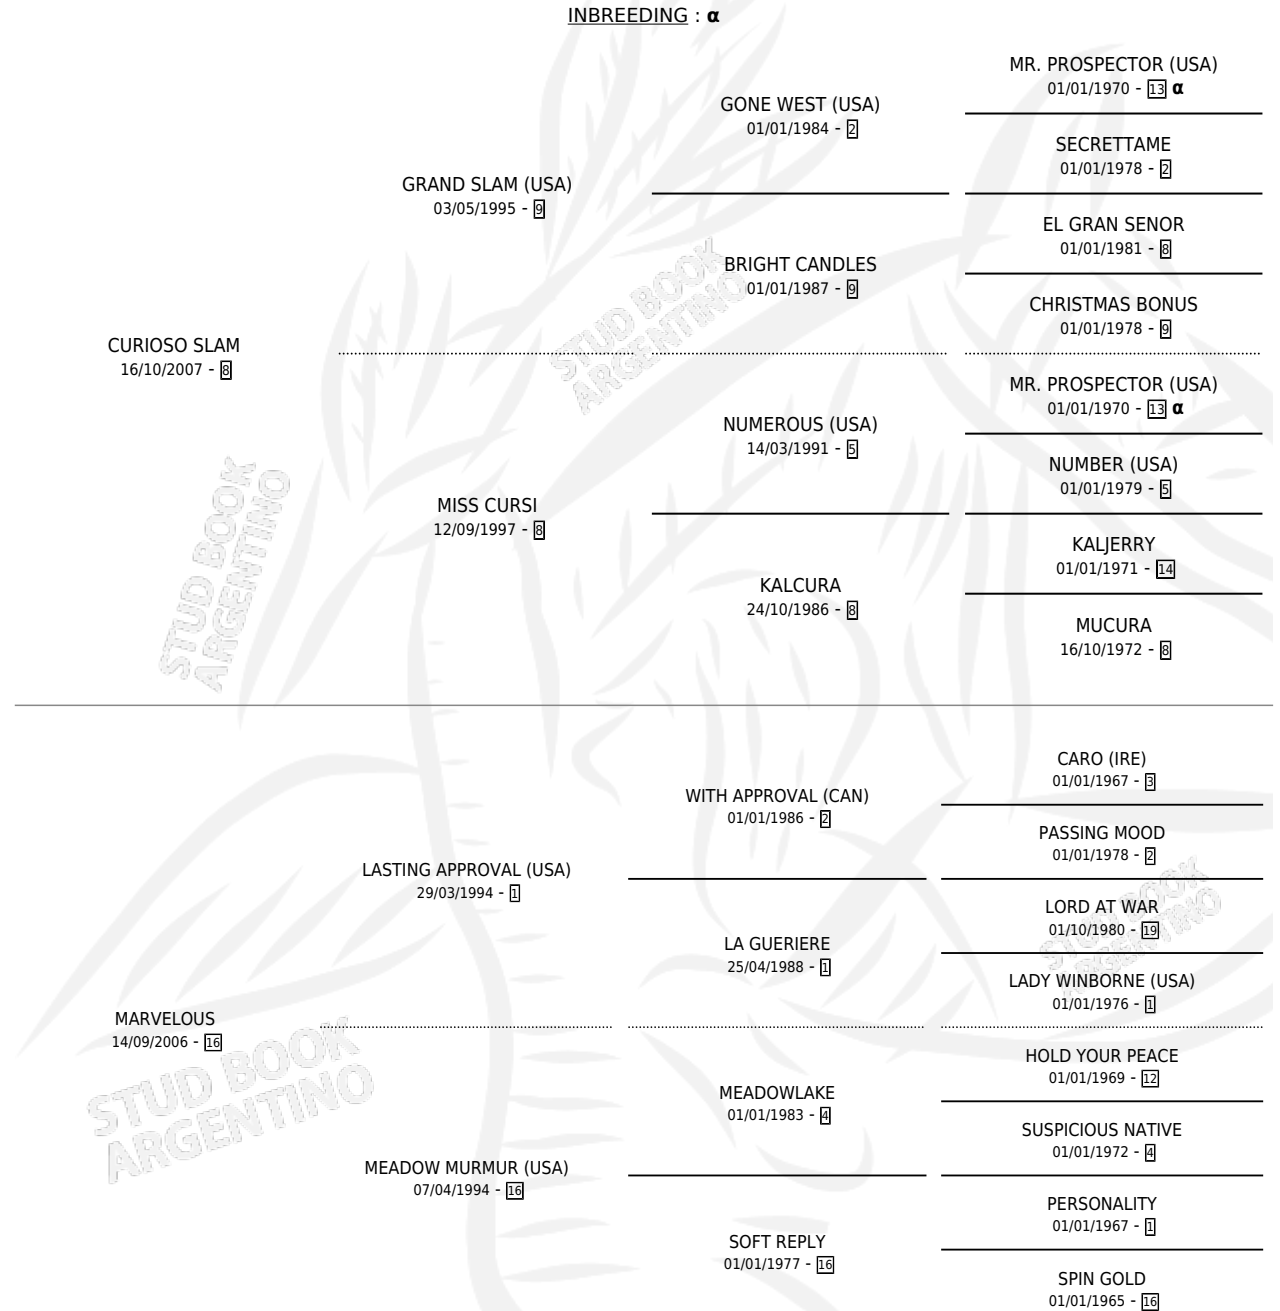 INBREEDING : α
MR. PROSPECTOR (USA)
01/01/1970 - 13 α
GONE WEST (USA)
01/01/1984 - 2
SECRETTAME
01/01/1978 - 2
GRAND SLAM (USA)
03/05/1995 - 9
EL GRAN SENOR
01/01/1981 - 8
BRIGHT CANDLES
01/01/1987 - 9
CHRISTMAS BONUS
01/01/1978 - 9
CURIOSO SLAM
16/10/2007 - 8
MR. PROSPECTOR (USA)
01/01/1970 - 13 α
NUMEROUS (USA)
14/03/1991 - 5
NUMBER (USA)
01/01/1979 - 5
MISS CURSI
12/09/1997 - 8
KALJERRY
01/01/1971 - 14
KALCURA
24/10/1986 - 8
MUCURA
16/10/1972 - 8
CARO (IRE)
01/01/1967 - 3
WITH APPROVAL (CAN)
01/01/1986 - 2
PASSING MOOD
01/01/1978 - 2
LASTING APPROVAL (USA)
29/03/1994 - 1
LORD AT WAR
01/10/1980 - 19
LA GUERIERE
25/04/1988 - 1
LADY WINBORNE (USA)
01/01/1976 - 1
MARVELOUS
14/09/2006 - 16
HOLD YOUR PEACE
01/01/1969 - 12
MEADOWLAKE
01/01/1983 - 4
SUSPICIOUS NATIVE
01/01/1972 - 4
MEADOW MURMUR (USA)
07/04/1994 - 16
PERSONALITY
01/01/1967 - 1
SOFT REPLY
01/01/1977 - 16
SPIN GOLD
01/01/1965 - 16
STUD BOOK
ARGENTINO
STUD BOOK
ARGENTINO
STUD BOOK
ARGENTINO
STUD BOOK
ARGENTINO